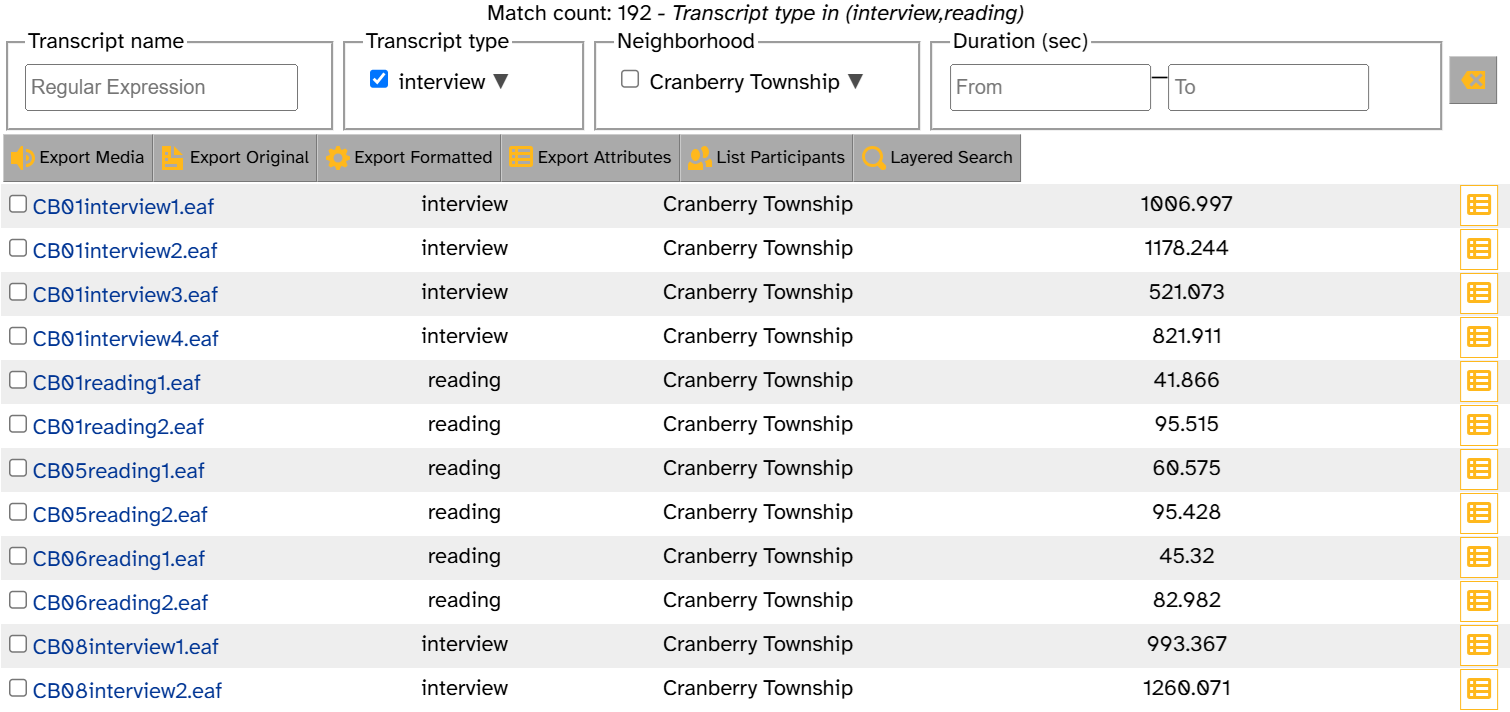 Match count: 192 - Transcript type in (interview,reading)
Transcript name Transcript type Neighborhood Duration (sec)
Regular Expression interview ▼ Cranberry Township ▼ From — To
Export Media Export Original Export Formatted Export Attributes List Participants Layered Search
CB01interview1.eaf interview Cranberry Township 1006.997
CB01interview2.eaf interview Cranberry Township 1178.244
CB01interview3.eaf interview Cranberry Township 521.073
CB01interview4.eaf interview Cranberry Township 821.911
CB01reading1.eaf reading Cranberry Township 41.866
CB01reading2.eaf reading Cranberry Township 95.515
CB05reading1.eaf reading Cranberry Township 60.575
CB05reading2.eaf reading Cranberry Township 95.428
CB06reading1.eaf reading Cranberry Township 45.32
CB06reading2.eaf reading Cranberry Township 82.982
CB08interview1.eaf interview Cranberry Township 993.367
CB08interview2.eaf interview Cranberry Township 1260.071